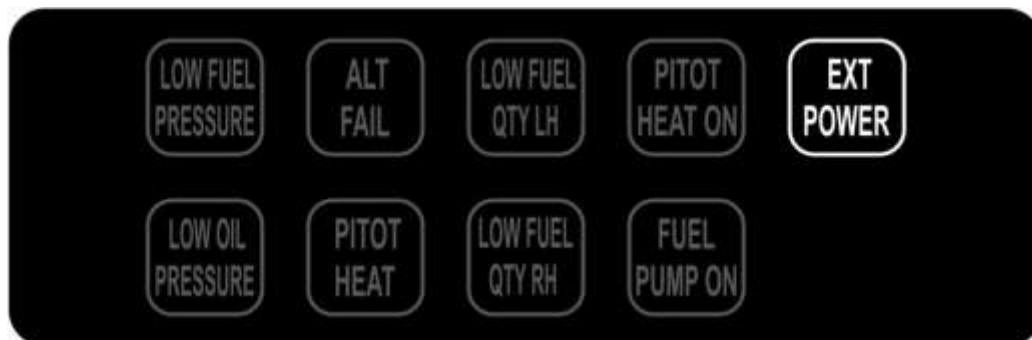 LOW FUEL
PRESSURE
ALT
FAIL
LOW FUEL
QTY LH
PITOT
HEAT ON
EXT
POWER
LOW OIL
PRESSURE
PITOT
HEAT
LOW FUEL
QTY RH
FUEL
PUMP ON